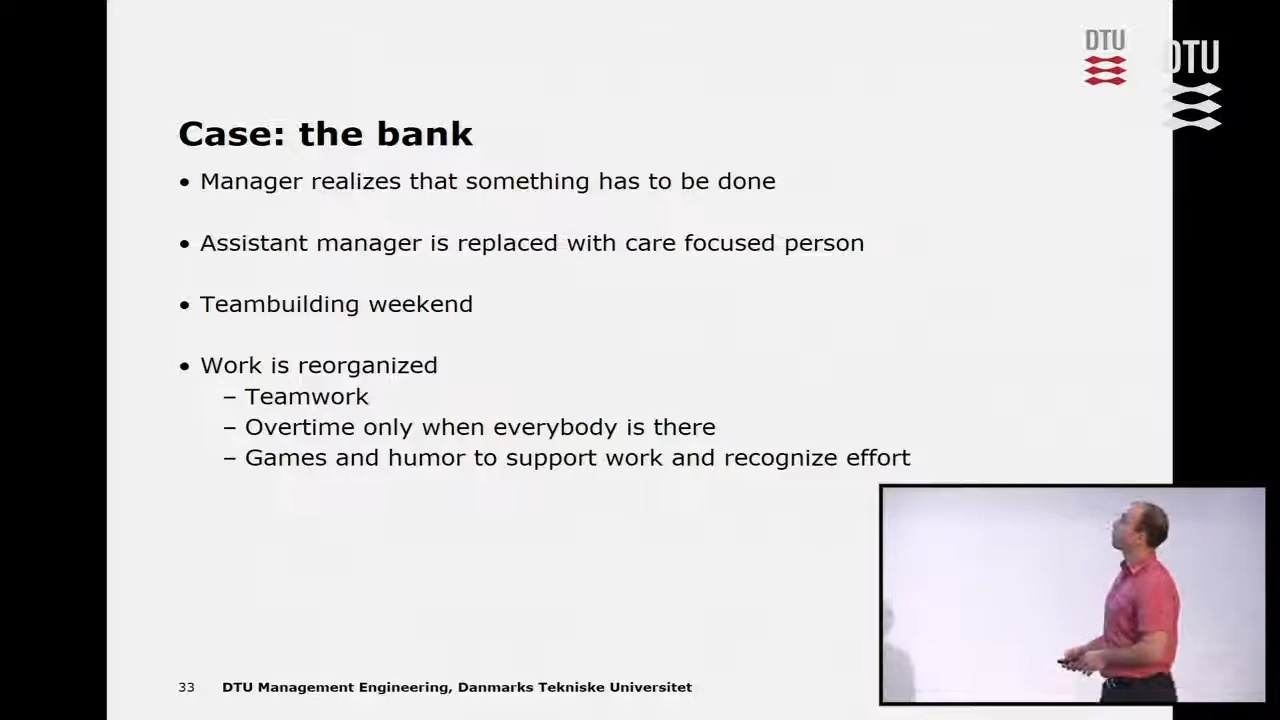 DTU
DTU
Case: the bank
• Manager realizes that something has to be done
• Assistant manager is replaced with care focused person
• Teambuilding weekend
• Work is reorganized
– Teamwork
– Overtime only when everybody is there
– Games and humor to support work and recognize effort
33 DTU Management Engineering, Danmarks Tekniske Universitet